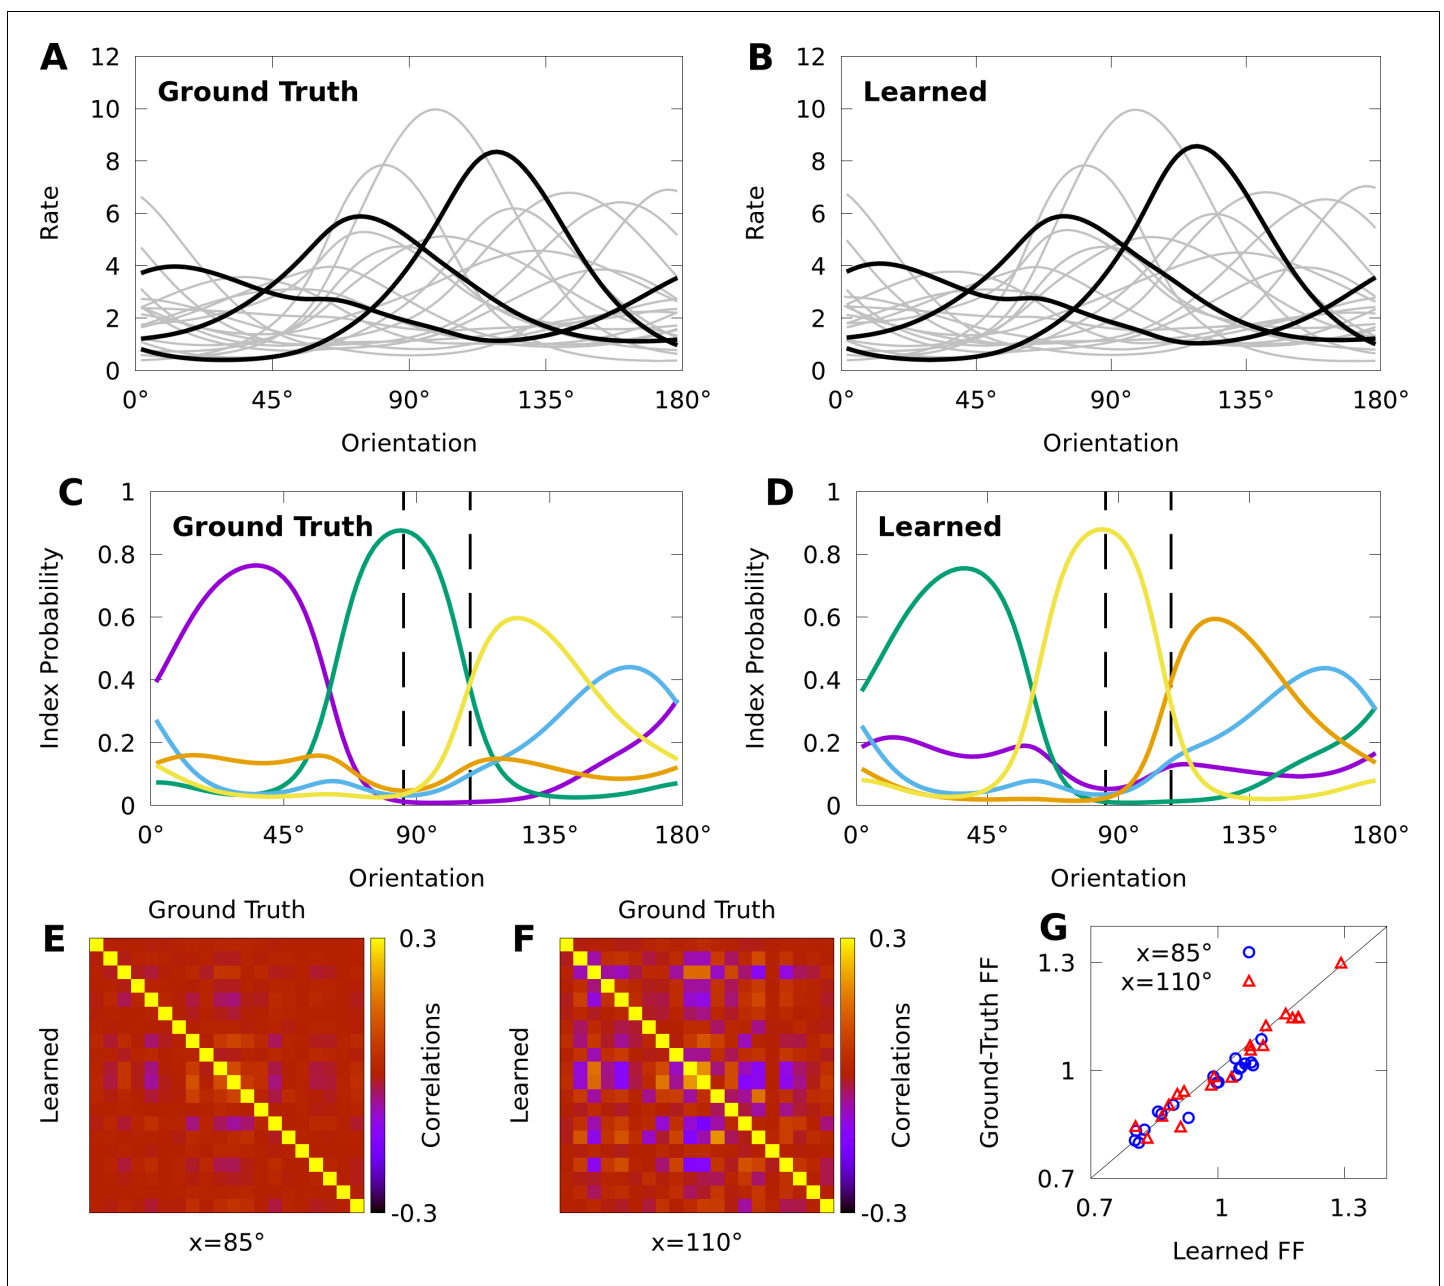 A
B
12
10
8
6
4
2
0
Ground Truth
Rate
0° 45° 90° 135° 180°
Orientation
12
10
8
6
4
2
0
Learned
Rate
0° 45° 90° 135° 180°
Orientation
C
D
1
0.8
0.6
0.4
0.2
0
Ground Truth
Index Probability
0° 45° 90° 135° 180°
Orientation
1
0.8
0.6
0.4
0.2
0
Learned
Index Probability
0° 45° 90° 135° 180°
Orientation
E
Ground Truth
Learned
0.3
-0.3
Correlations
x=85°
F
Ground Truth
Learned
0.3
-0.3
Correlations
x=110°
G
x=85°
x=110°
Ground-Truth FF
1.3
1
0.7
0.7 1 1.3
Learned FF